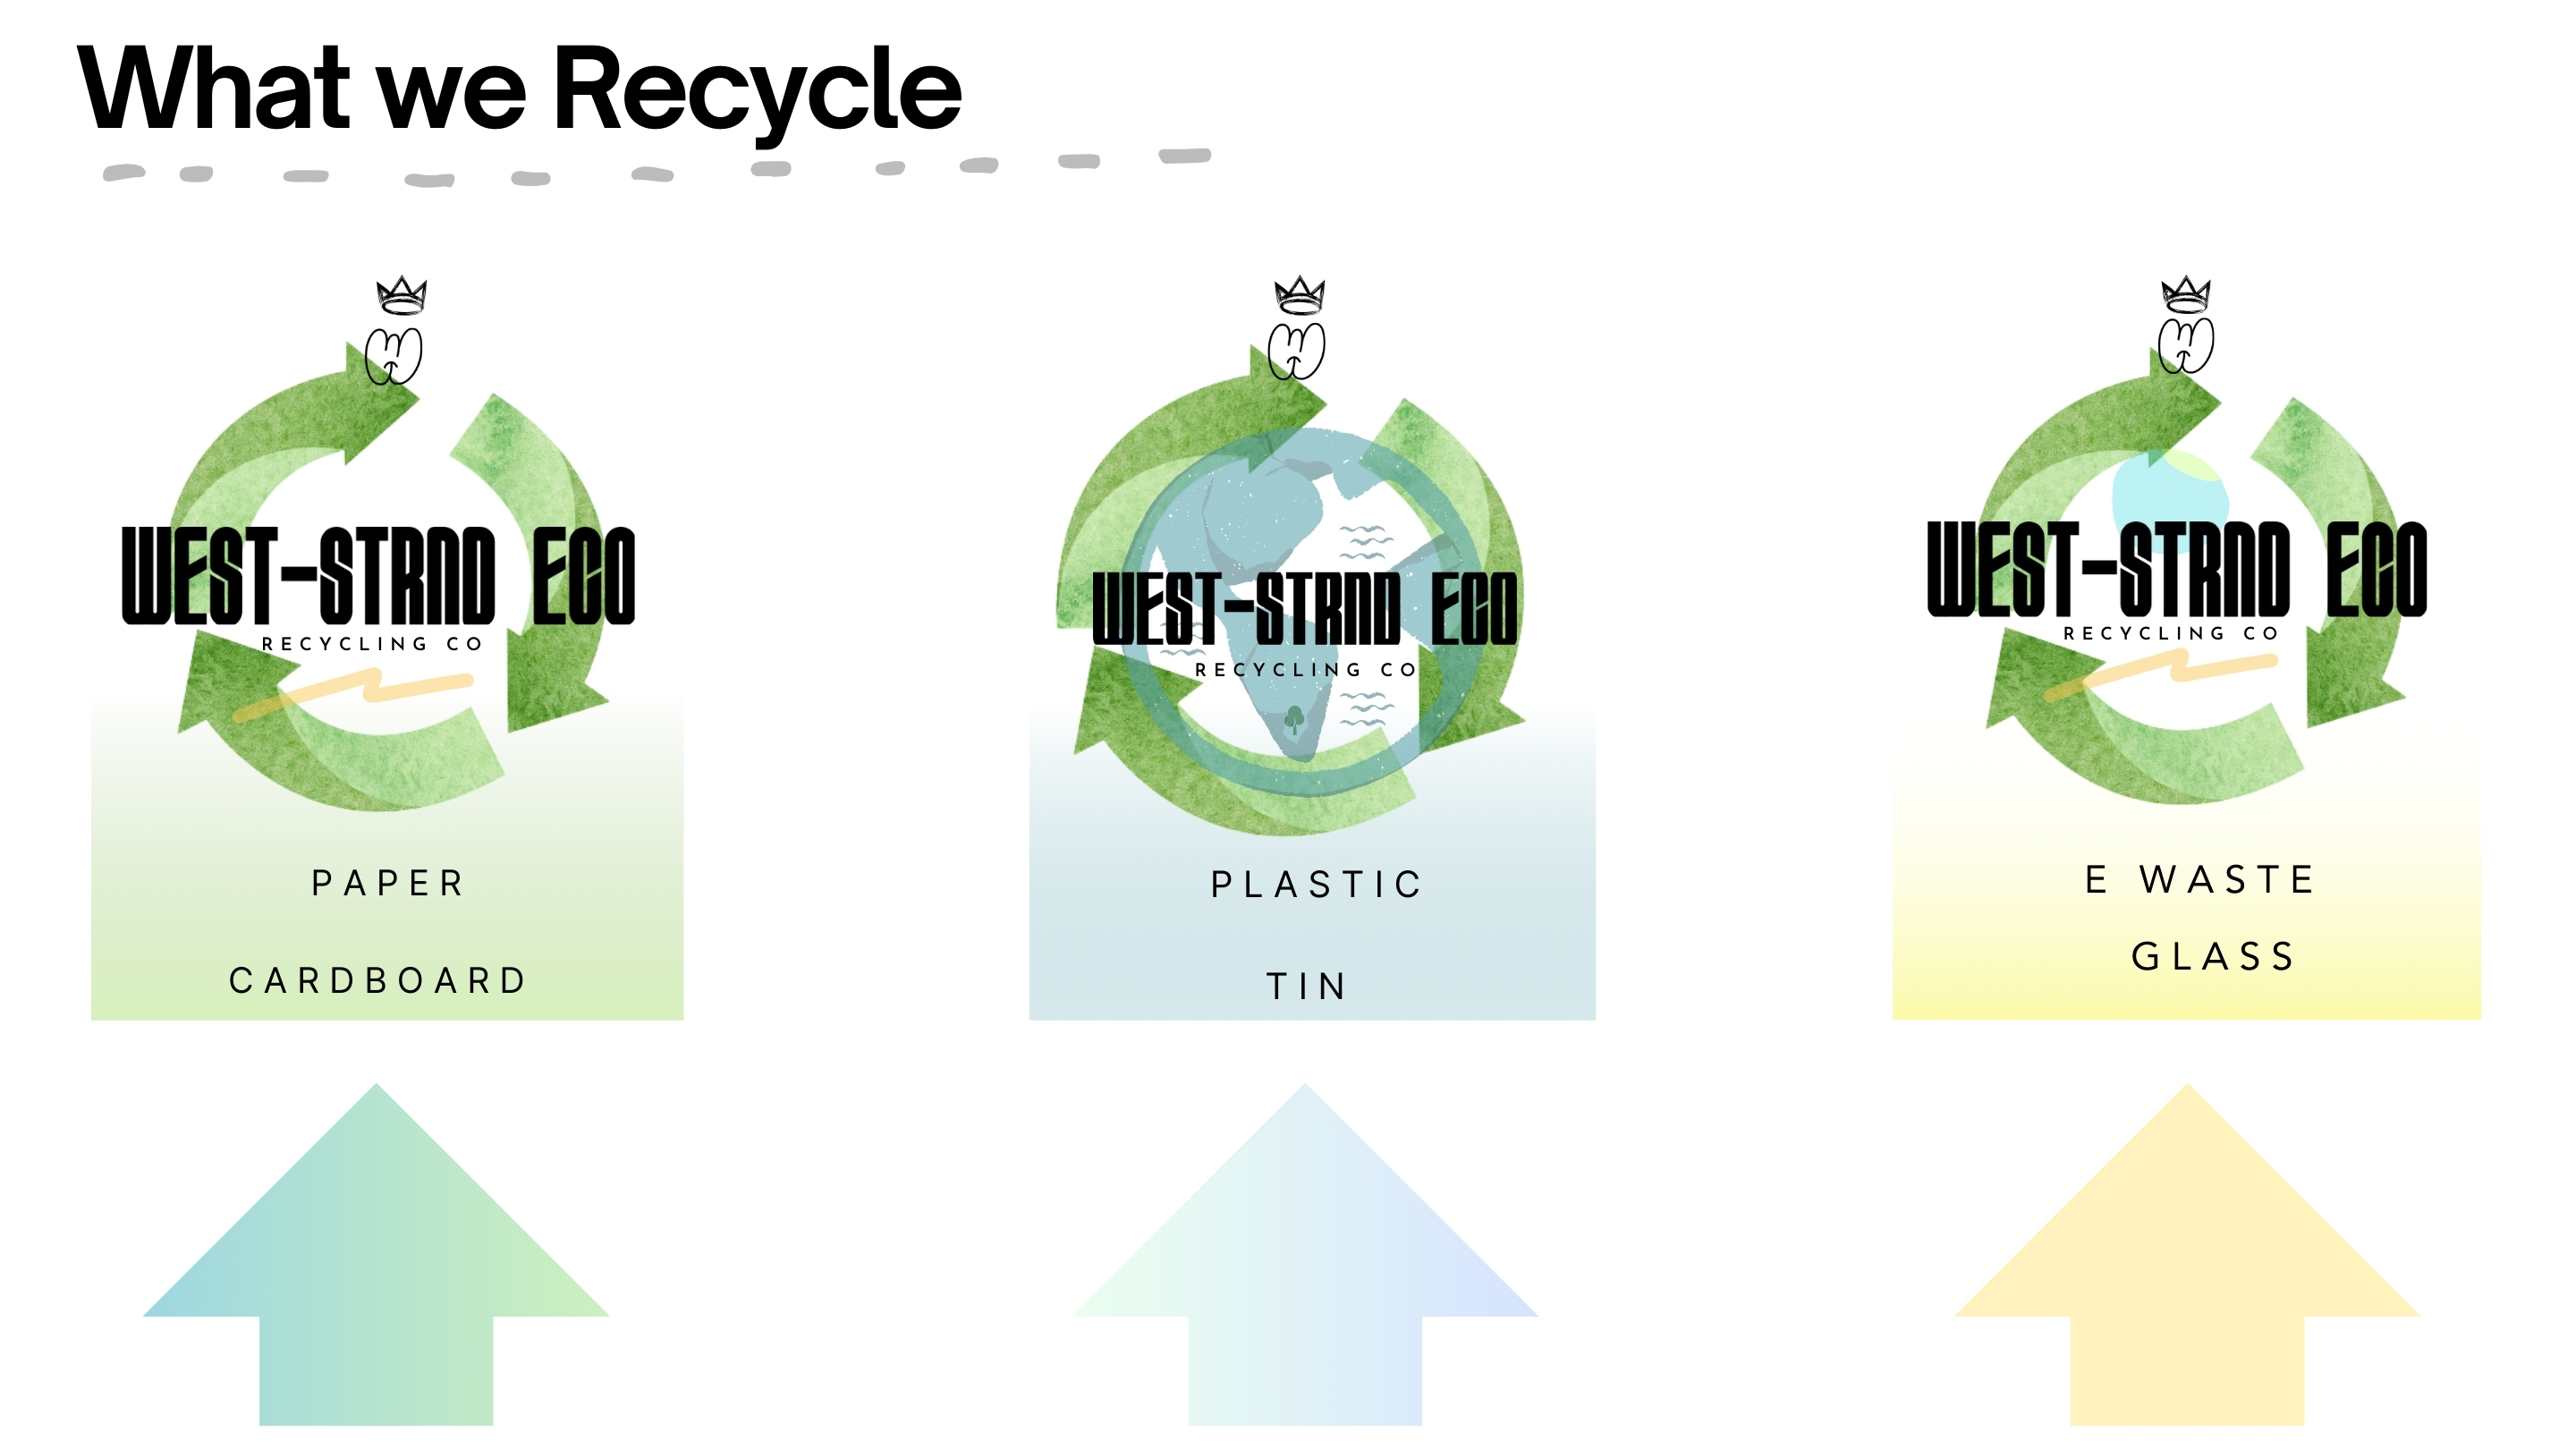 What we Recycle
WEST-STRND ECO
RECYCLING CO
PAPER
CARDBOARD
WEST-STRND ECO
RECYCLING CO
PLASTIC
TIN
WEST-STRND ECO
RECYCLING CO
E WASTE
GLASS